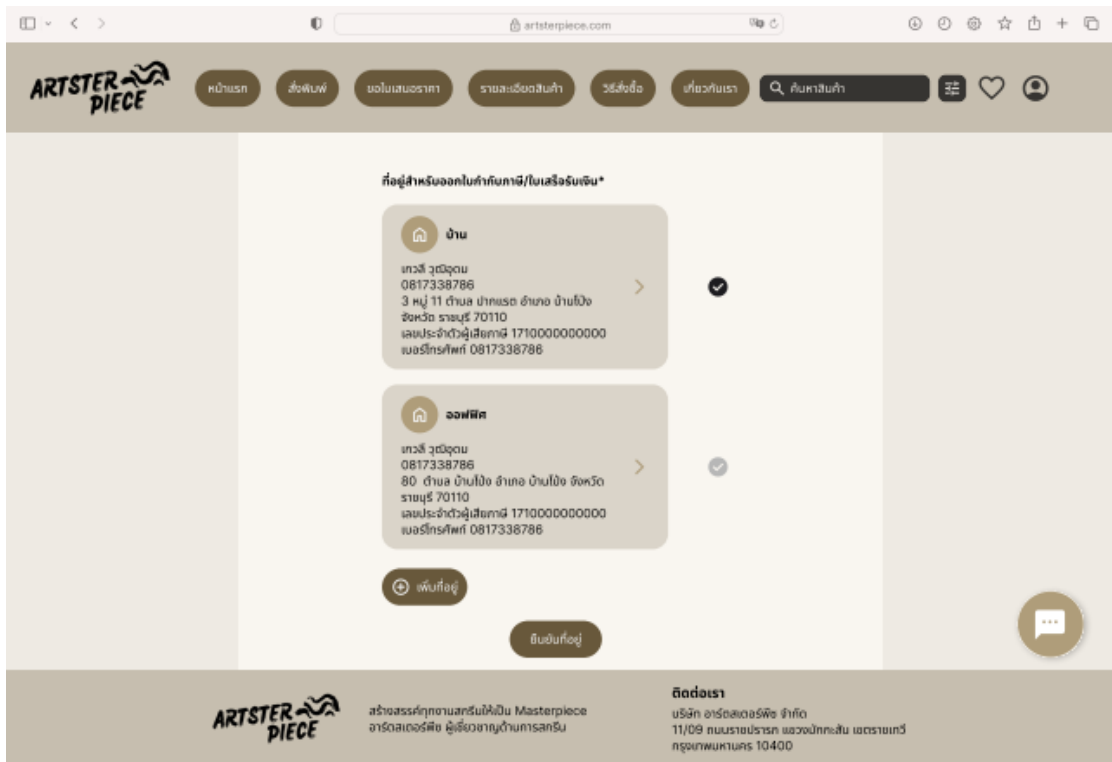 artsterpiece.com
ARTSTER
PIECE
หน้าแรก
สั่งพิมพ์
ขอใบเสนอราคา
รายละเอียดสินค้า
วิธีสั่งซื้อ
เกี่ยวกับเรา
ค้นหาสินค้า
ที่อยู่สำหรับออกใบกำกับภาษี/ใบเสร็จรับเงิน*
บ้าน
เทวลี วุฒิอุดม
0817338786
3 หมู่ 11 ตำบล ปากแรต อำเภอ บ้านโป่ง
จังหวัด ราชบุรี 70110
เลขประจำตัวผู้เสียภาษี 1710000000000
เบอร์โทรศัพท์ 0817338786
ออฟฟิศ
เทวลี วุฒิอุดม
0817338786
80 ตำบล บ้านโป่ง อำเภอ บ้านโป่ง จังหวัด
ราชบุรี 70110
เลขประจำตัวผู้เสียภาษี 1710000000000
เบอร์โทรศัพท์ 0817338786
เพิ่มที่อยู่
ยืนยันที่อยู่
ARTSTER
PIECE
สร้างสรรค์ทุกงานสกรีนให้เป็น Masterpiece
อาร์ตสเตอร์พีซ ผู้เชี่ยวชาญด้านการสกรีน
ติดต่อเรา
บริษัท อาร์ตสเตอร์พีซ จำกัด
11/09 ถนนราชปรารภ แขวงมักกะสัน เขตราชเทวี
กรุงเทพมหานคร 10400